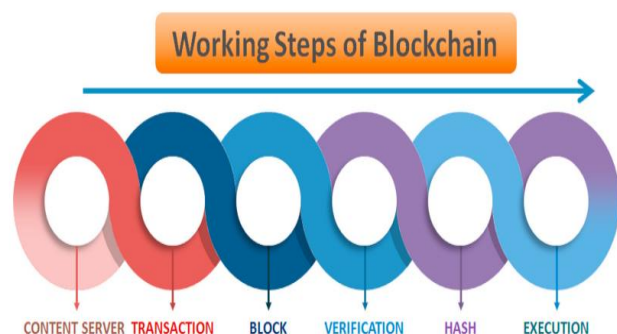 Working Steps of Blockchain
CONTENT SERVER TRANSACTION BLOCK VERIFICATION HASH EXECUTION